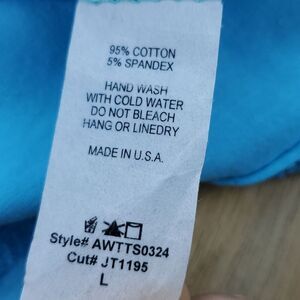 95% COTTON
5% SPANDEX
HAND WASH
WITH COLD WATER
DO NOT BLEACH
HANG OR LINEDRY
MADE IN U.S.A.
Style# AWTTS0324
Cut# JT1195
L